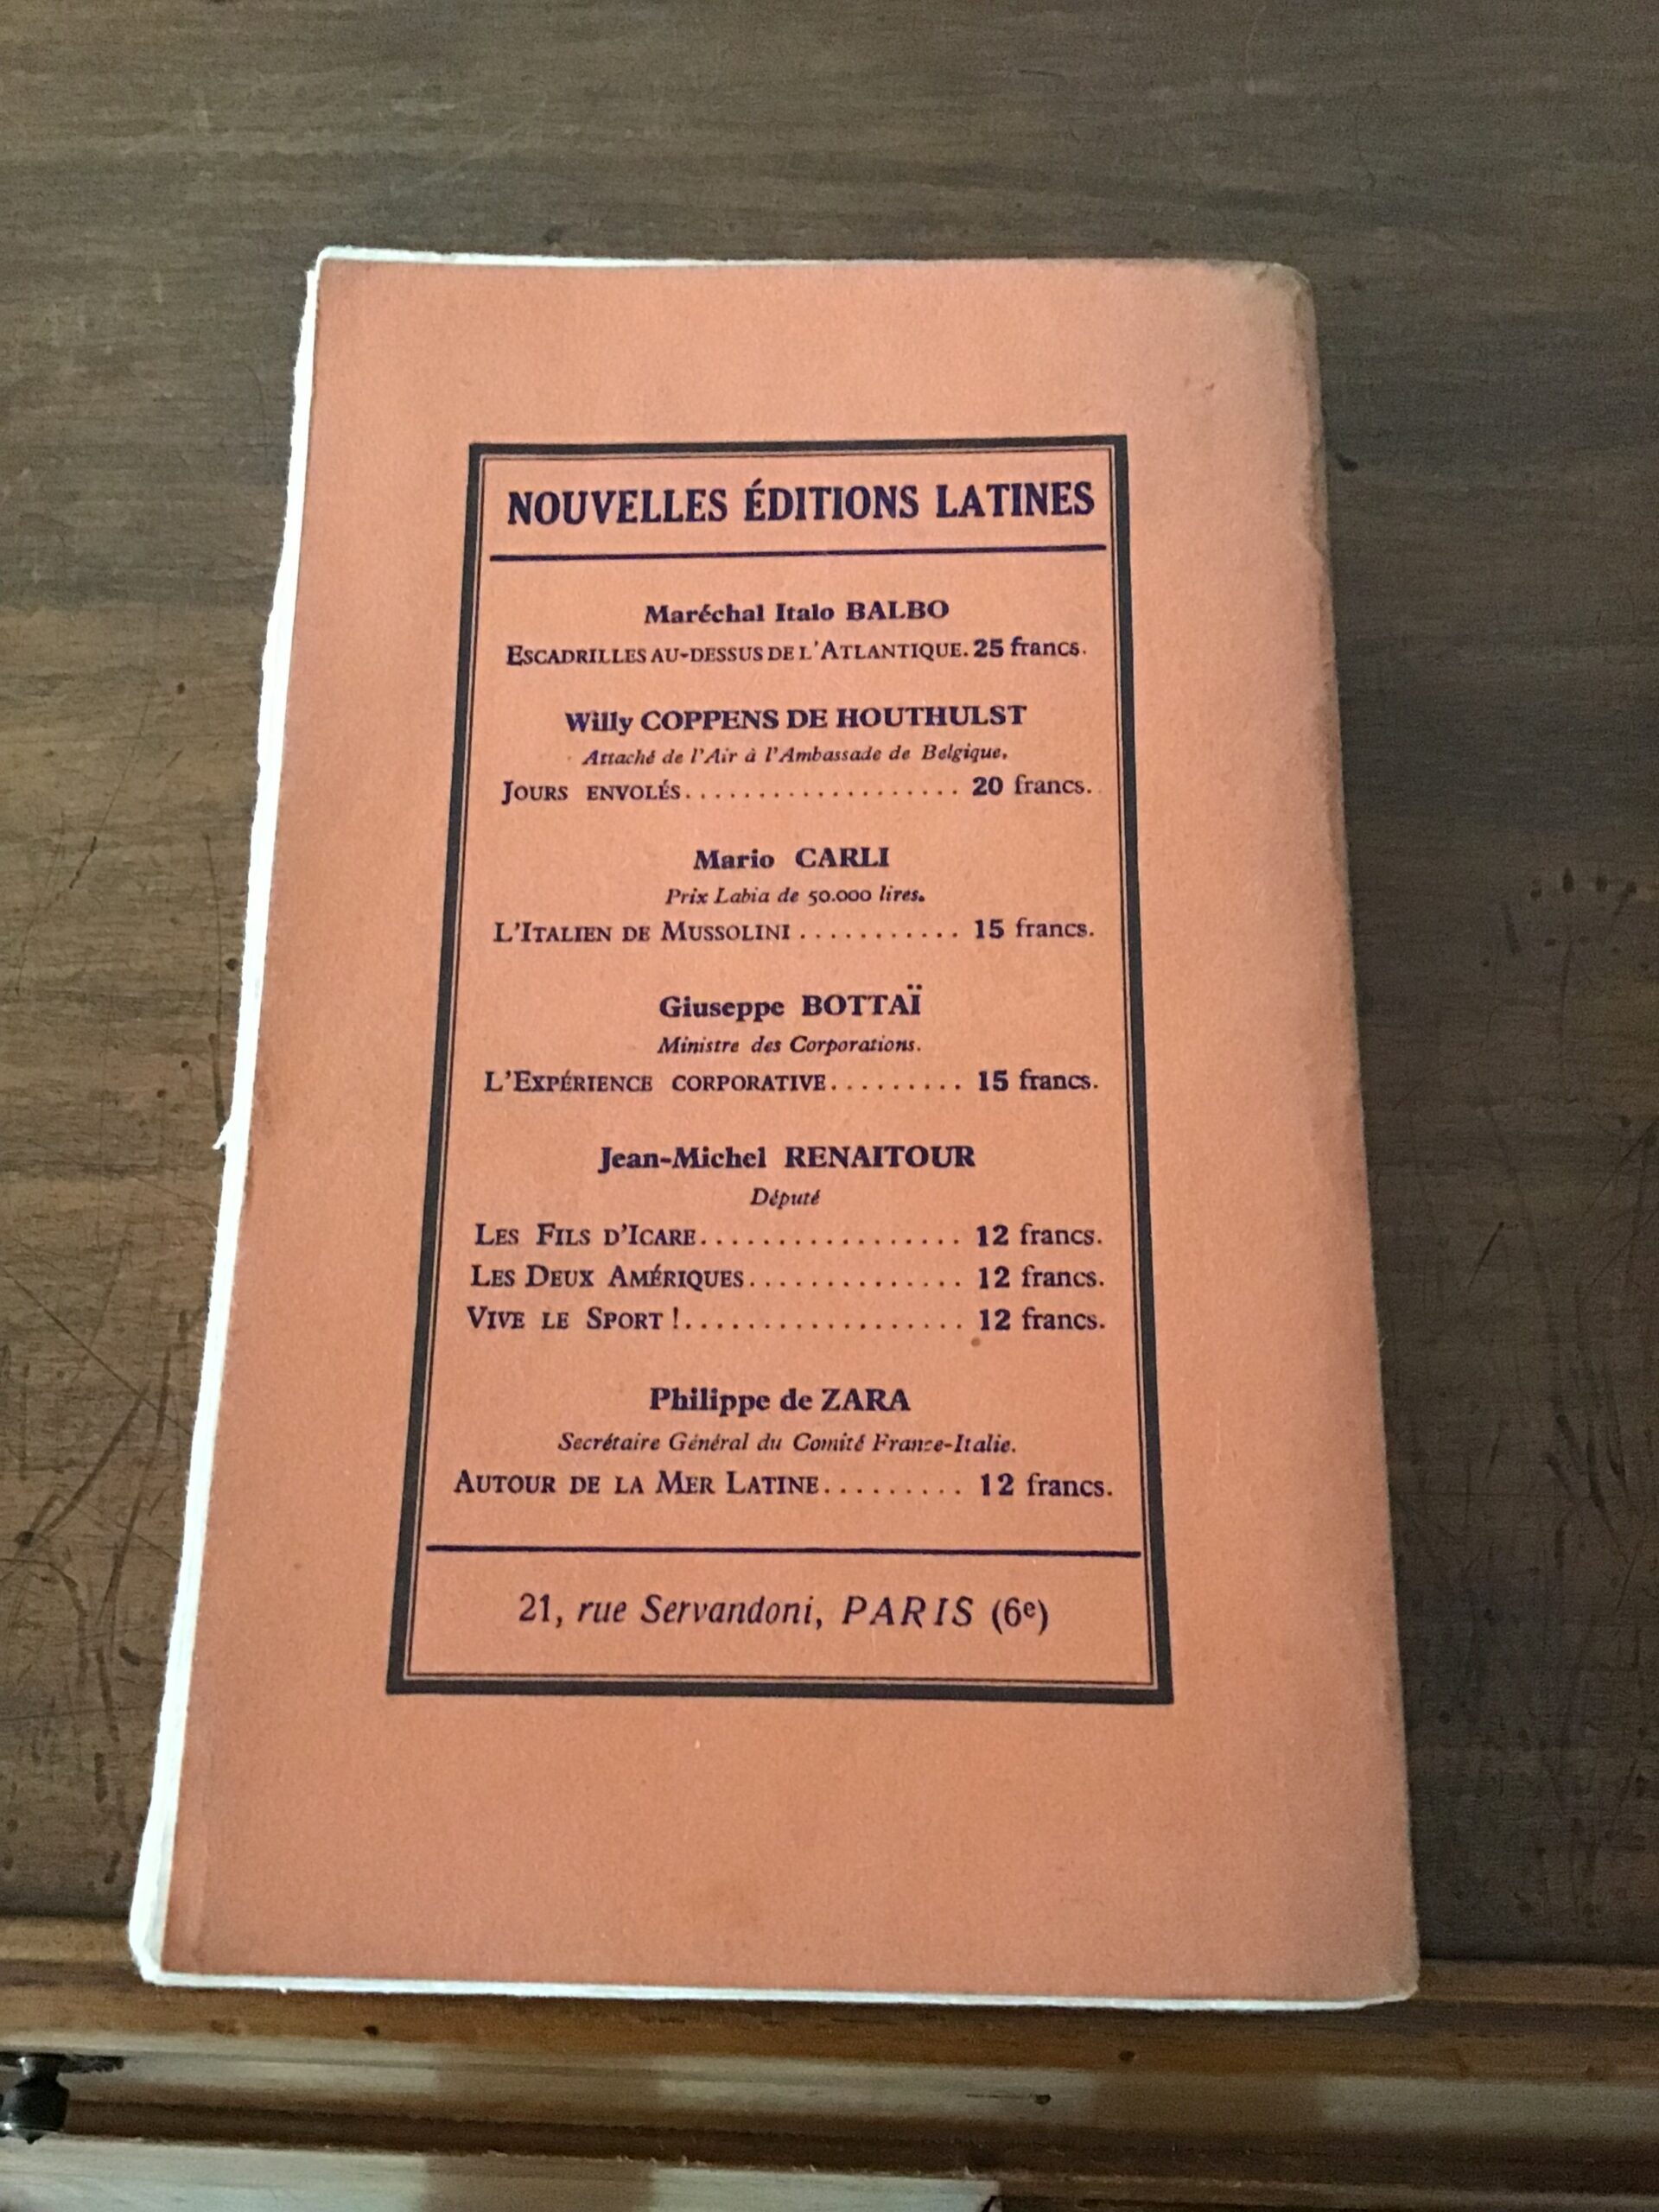 NOUVELLES ÉDITIONS LATINES
Maréchal Italo BALBO
ESCADRILLES AU-DESSUS DE L'ATLANTIQUE. 25 francs.
Willy COPPENS DE HOUTHULST
Attaché de l'Air à l'Ambassade de Belgique.
JOURS ENVOLÉS................... 20 francs.
Mario CARLI
Prix Labia de 50.000 lires.
L'ITALIEN DE MUSSOLINI ........... 15 francs.
Giuseppe BOTTAÏ
Ministre des Corporations.
L'EXPÉRIENCE CORPORATIVE......... 15 francs.
Jean-Michel RENAITOUR
Député
LES FILS D'ICARE................. 12 francs.
LES DEUX AMÉRIQUES.............. 12 francs.
VIVE LE SPORT !................... 12 francs.
Philippe de ZARA
Secrétaire Général du Comité France-Italie.
AUTOUR DE LA MER LATINE......... 12 francs.
21, rue Servandoni, PARIS (6e)